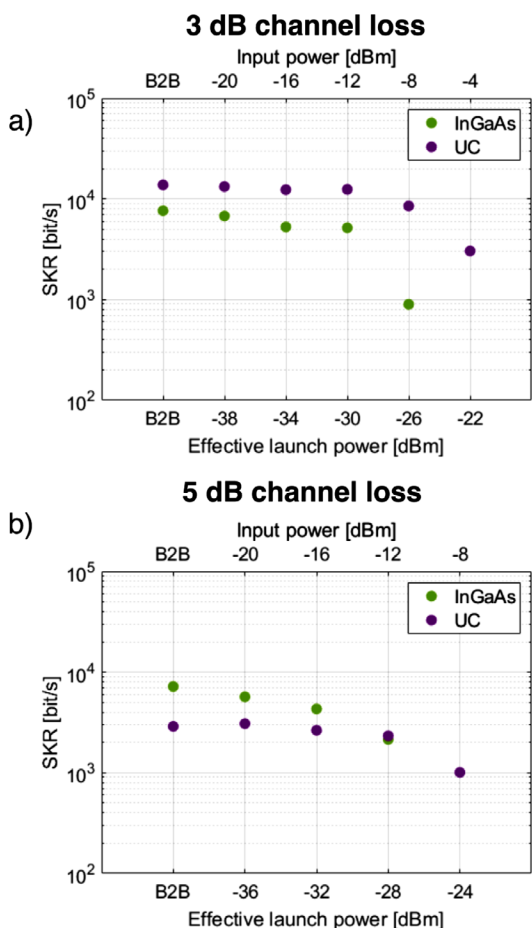 3 dB channel loss
Input power [dBm]
B2B -20 -16 -12 -8 -4
a)
10^5
InGaAs
UC
10^4
SKR [bit/s]
10^3
10^2
B2B -38 -34 -30 -26 -22
Effective launch power [dBm]
5 dB channel loss
b)
Input power [dBm]
B2B -20 -16 -12 -8
10^5
InGaAs
UC
10^4
SKR [bit/s]
10^3
10^2
B2B -36 -32 -28 -24
Effective launch power [dBm]